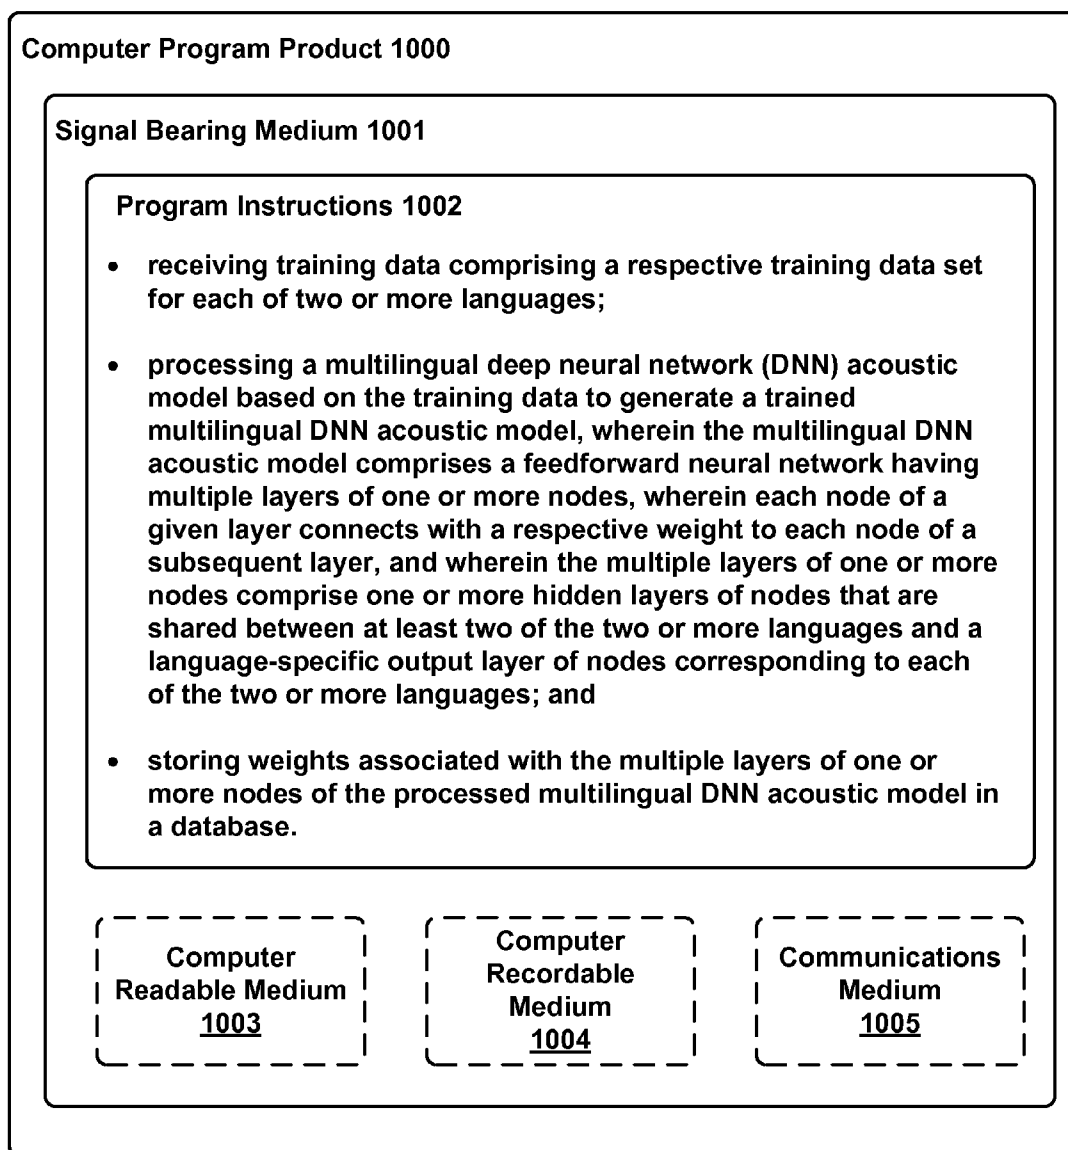 Computer Program Product 1000
Signal Bearing Medium 1001
Program Instructions 1002
• receiving training data comprising a respective training data set
for each of two or more languages;
• processing a multilingual deep neural network (DNN) acoustic
model based on the training data to generate a trained
multilingual DNN acoustic model, wherein the multilingual DNN
acoustic model comprises a feedforward neural network having
multiple layers of one or more nodes, wherein each node of a
given layer connects with a respective weight to each node of a
subsequent layer, and wherein the multiple layers of one or more
nodes comprise one or more hidden layers of nodes that are
shared between at least two of the two or more languages and a
language-specific output layer of nodes corresponding to each
of the two or more languages; and
• storing weights associated with the multiple layers of one or
more nodes of the processed multilingual DNN acoustic model in
a database.
Computer
Readable Medium
1003
Computer
Recordable
Medium
1004
Communications
Medium
1005